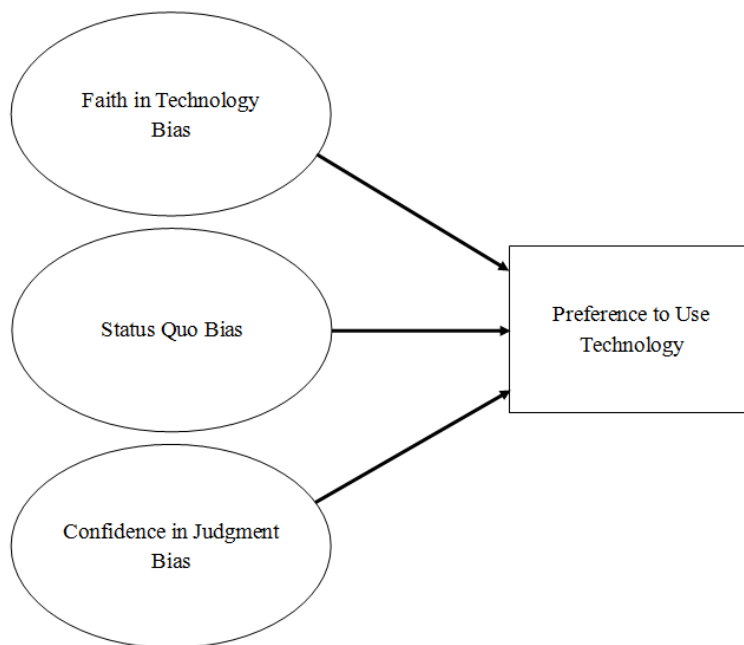 Faith in Technology
Bias
Status Quo Bias
Preference to Use
Technology
Confidence in Judgment
Bias